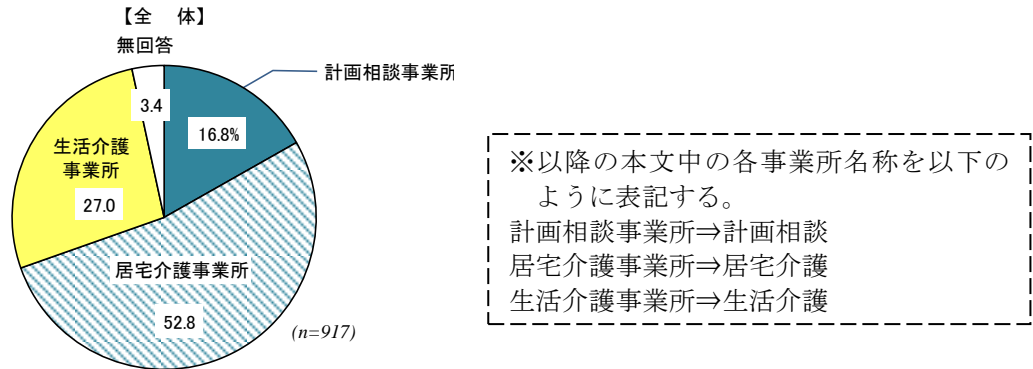 【全　体】
無回答
計画相談事業所
3.4
16.8%
生活介護
事業所
27.0
居宅介護事業所
52.8
(n=917)
※以降の本文中の各事業所名称を以下の
ように表記する。
計画相談事業所⇒計画相談
居宅介護事業所⇒居宅介護
生活介護事業所⇒生活介護